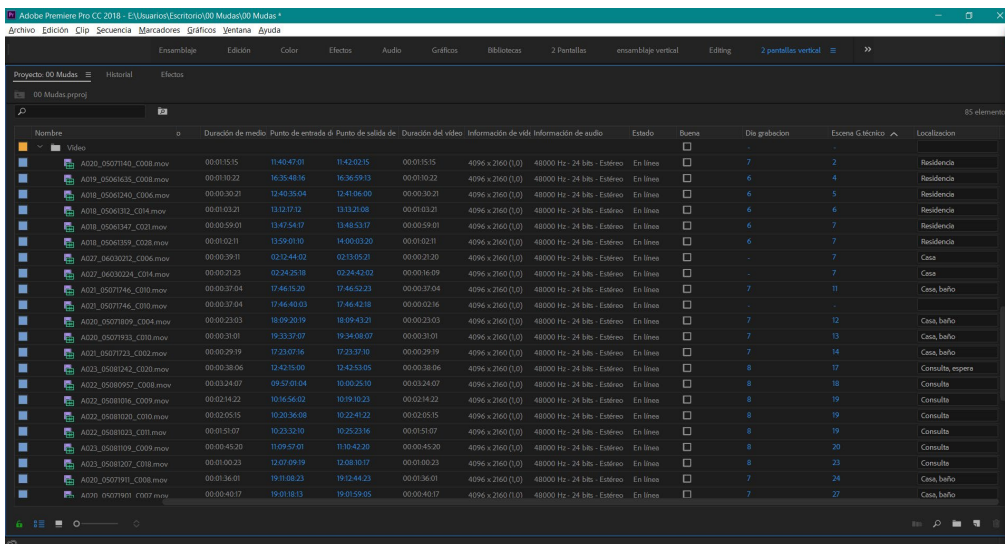 Adobe Premiere Pro CC 2018 - E:\Usuarios\Escritorio\00 Mudas\00 Mudas *
Archivo Edición Clip Secuencia Marcadores Gráficos Ventana Ayuda
Ensamblaje Edición Color Efectos Audio Gráficos Bibliotecas 2 Pantallas ensamblaje vertical Editing 2 pantallas vertical
Proyecto: 00 Mudas Historial Efectos
00 Mudas.prproj
85 elemento
Nombre Duración de medio Punto de entrada d Punto de salida de Duración del vídeo Información de víde Información de audio Estado Buena Dia grabacion Escena G.técnico Localizacion
Video - -
A020_05071140_C008.mov 00:01:15:15 11:40:47:01 11:42:02:15 00:01:15:15 4096 x 2160 (1,0) 48000 Hz - 24 bits - Estéreo En línea 7 2 Residencia
A019_05061635_C008.mov 00:01:10:22 16:35:48:16 16:36:59:13 00:01:10:22 4096 x 2160 (1,0) 48000 Hz - 24 bits - Estéreo En línea 6 4 Residencia
A018_05061240_C006.mov 00:00:30:21 12:40:35:04 12:41:06:00 00:00:30:21 4096 x 2160 (1,0) 48000 Hz - 24 bits - Estéreo En línea 6 5 Residencia
A018_05061312_C014.mov 00:01:03:21 13:12:17:12 13:13:21:08 00:01:03:21 4096 x 2160 (1,0) 48000 Hz - 24 bits - Estéreo En línea 6 6 Residencia
A018_05061347_C021.mov 00:00:59:01 13:47:54:17 13:48:53:17 00:00:59:01 4096 x 2160 (1,0) 48000 Hz - 24 bits - Estéreo En línea 6 7 Residencia
A018_05061359_C028.mov 00:01:02:11 13:59:01:10 14:00:03:20 00:01:02:11 4096 x 2160 (1,0) 48000 Hz - 24 bits - Estéreo En línea 6 7 Residencia
A027_06030212_C006.mov 00:00:39:11 02:12:44:02 02:13:05:21 00:00:21:20 4096 x 2160 (1,0) 48000 Hz - 24 bits - Estéreo En línea - 7 Casa
A027_06030224_C014.mov 00:00:21:23 02:24:25:18 02:24:42:02 00:00:16:09 4096 x 2160 (1,0) 48000 Hz - 24 bits - Estéreo En línea - 7 Casa
A021_05071746_C010.mov 00:00:37:04 17:46:15:20 17:46:52:23 00:00:37:04 4096 x 2160 (1,0) 48000 Hz - 24 bits - Estéreo En línea 7 11 Casa, baño
A021_05071746_C010.mov 00:00:37:04 17:46:40:03 17:46:42:18 00:00:02:16 4096 x 2160 (1,0) 48000 Hz - 24 bits - Estéreo En línea - -
A020_05071809_C004.mov 00:00:23:03 18:09:20:19 18:09:43:21 00:00:23:03 4096 x 2160 (1,0) 48000 Hz - 24 bits - Estéreo En línea 7 12 Casa, baño
A020_05071933_C010.mov 00:00:31:01 19:33:37:07 19:34:08:07 00:00:31:01 4096 x 2160 (1,0) 48000 Hz - 24 bits - Estéreo En línea 7 13 Casa, baño
A021_05071723_C002.mov 00:00:29:19 17:23:07:16 17:23:37:10 00:00:29:19 4096 x 2160 (1,0) 48000 Hz - 24 bits - Estéreo En línea 7 14 Casa, baño
A023_05081242_C020.mov 00:00:38:06 12:42:15:00 12:42:53:05 00:00:38:06 4096 x 2160 (1,0) 48000 Hz - 24 bits - Estéreo En línea 8 17 Consulta, espera
A022_05080957_C008.mov 00:03:24:07 09:57:01:04 10:00:25:10 00:03:24:07 4096 x 2160 (1,0) 48000 Hz - 24 bits - Estéreo En línea 8 18 Consulta
A022_05081016_C009.mov 00:02:14:22 10:16:56:02 10:19:10:23 00:02:14:22 4096 x 2160 (1,0) 48000 Hz - 24 bits - Estéreo En línea 8 19 Consulta
A022_05081020_C010.mov 00:02:05:15 10:20:36:08 10:22:41:22 00:02:05:15 4096 x 2160 (1,0) 48000 Hz - 24 bits - Estéreo En línea 8 19 Consulta
A022_05081023_C011.mov 00:01:51:07 10:23:32:10 10:25:23:16 00:01:51:07 4096 x 2160 (1,0) 48000 Hz - 24 bits - Estéreo En línea 8 19 Consulta
A023_05081109_C009.mov 00:00:45:20 11:09:57:01 11:10:42:20 00:00:45:20 4096 x 2160 (1,0) 48000 Hz - 24 bits - Estéreo En línea 8 20 Consulta
A023_05081207_C018.mov 00:01:00:23 12:07:09:19 12:08:10:17 00:01:00:23 4096 x 2160 (1,0) 48000 Hz - 24 bits - Estéreo En línea 8 23 Consulta
A020_05071911_C008.mov 00:01:36:01 19:11:08:23 19:12:44:23 00:01:36:01 4096 x 2160 (1,0) 48000 Hz - 24 bits - Estéreo En línea 7 24 Casa, baño
A020_05071901_C007.mov 00:00:40:17 19:01:18:13 19:01:59:05 00:00:40:17 4096 x 2160 (1,0) 48000 Hz - 24 bits - Estéreo En línea 7 27 Casa, baño